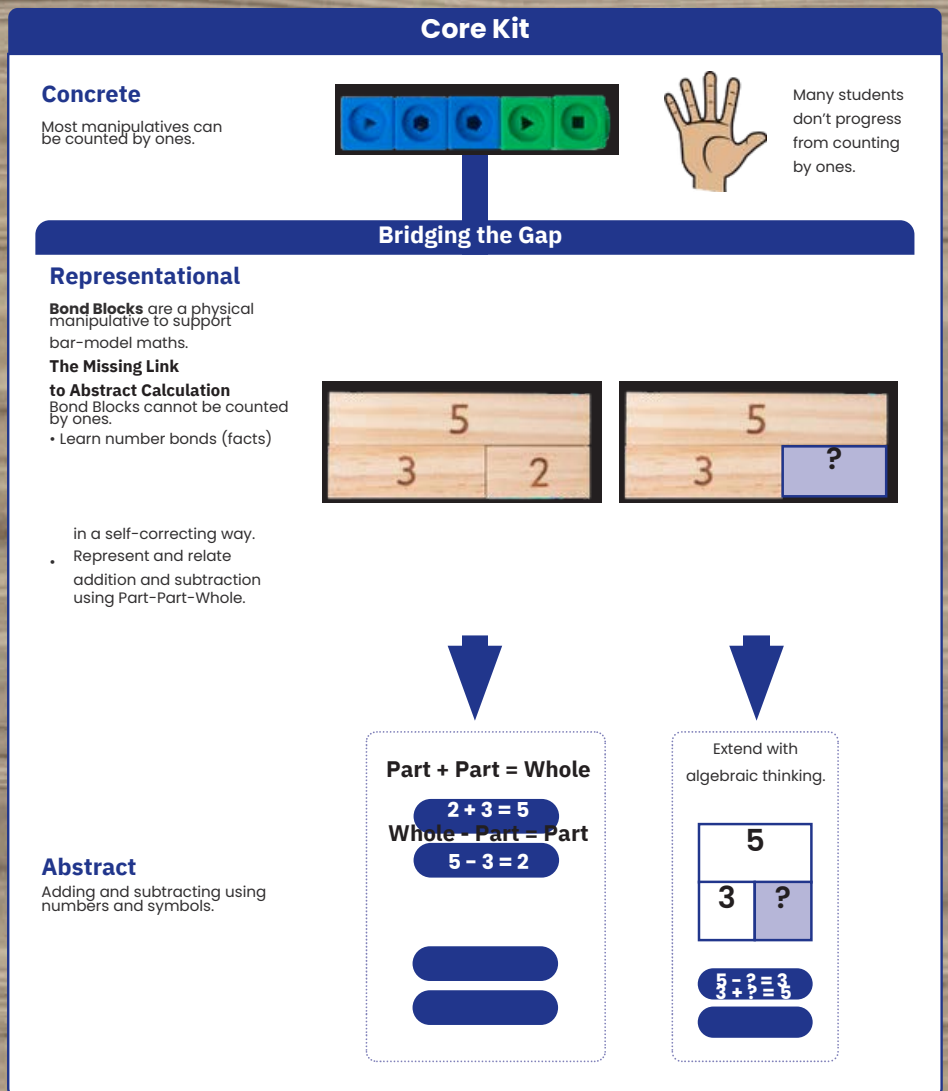 Core Kit
Concrete
Most manipulatives can
be counted by ones.
Many students
don't progress
from counting
by ones.
Bridging the Gap
Representational
Bond Blocks are a physical
manipulative to support
bar-model maths.
The Missing Link
to Abstract Calculation
Bond Blocks cannot be counted
by ones.
• Learn number bonds (facts)
in a self-correcting way.
• Represent and relate
addition and subtraction
using Part-Part-Whole.
5
3 2
5
3 ?
Abstract
Adding and subtracting using
numbers and symbols.
Part + Part = Whole
2 + 3 = 5
Whole - Part = Part
5 – 3 = 2
Extend with
algebraic thinking.
5
3 ?
5 – ? = 3
3 + ? = 5